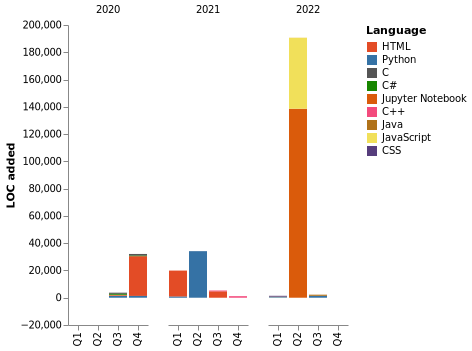 2020 2021 2022
LOC added
200,000
180,000
160,000
140,000
120,000
100,000
80,000
60,000
40,000
20,000
0
−20,000
Q1 Q2 Q3 Q4 Q1 Q2 Q3 Q4 Q1 Q2 Q3 Q4
Language
HTML
Python
C
C#
Jupyter Notebook
C++
Java
JavaScript
CSS